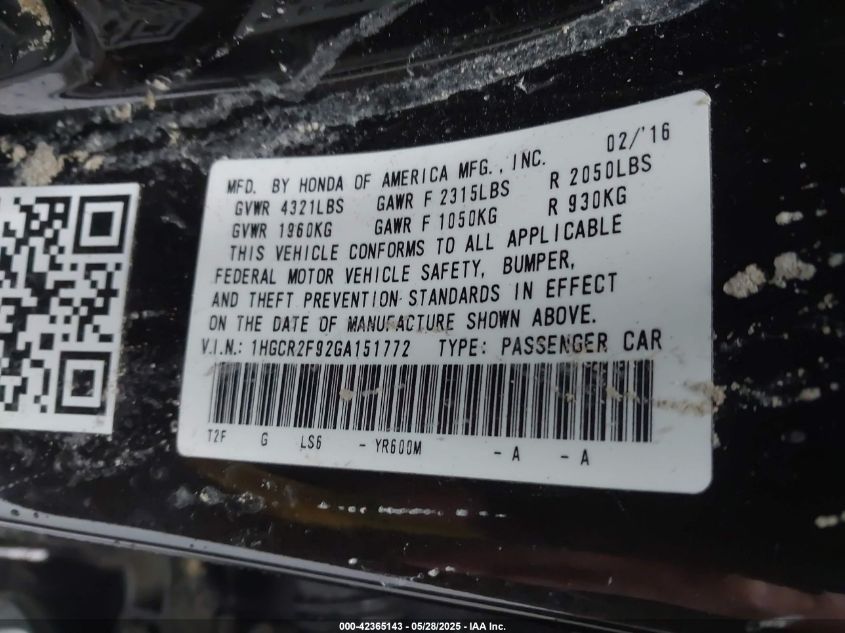 02/'16
MFD. BY HONDA OF AMERICA MFG., INC.
GVWR 4321LBS GAWR F 2315LBS R 2050LBS
GVWR 1960KG GAWR F 1050KG R 930KG
THIS VEHICLE CONFORMS TO ALL APPLICABLE
FEDERAL MOTOR VEHICLE SAFETY, BUMPER,
AND THEFT PREVENTION STANDARDS IN EFFECT
ON THE DATE OF MANUFACTURE SHOWN ABOVE.
V.I.N.: 1HGCR2F92GA151772 TYPE: PASSENGER CAR
T2F G LS6 - YR600M - A - A
000-42365143 - 05/28/2025 - IAA Inc.